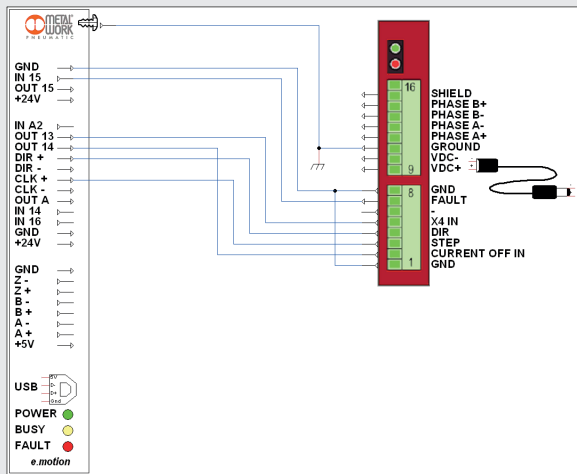 METAL
WORK
PNEUMATIC
GND
IN 15
OUT 15
+24V
IN A2
OUT 13
OUT 14
DIR +
DIR -
CLK +
CLK -
OUT A
IN 14
IN 16
GND
+24V
GND
Z -
Z +
B -
B +
A -
A +
+5V
USB
5V
D-
D+
Gnd
POWER
BUSY
FAULT
e.motion
16
9
8
1
SHIELD
PHASE B+
PHASE B-
PHASE A-
PHASE A+
GROUND
VDC-
VDC+
GND
FAULT
-
X4 IN
DIR
STEP
CURRENT OFF IN
GND
+
-